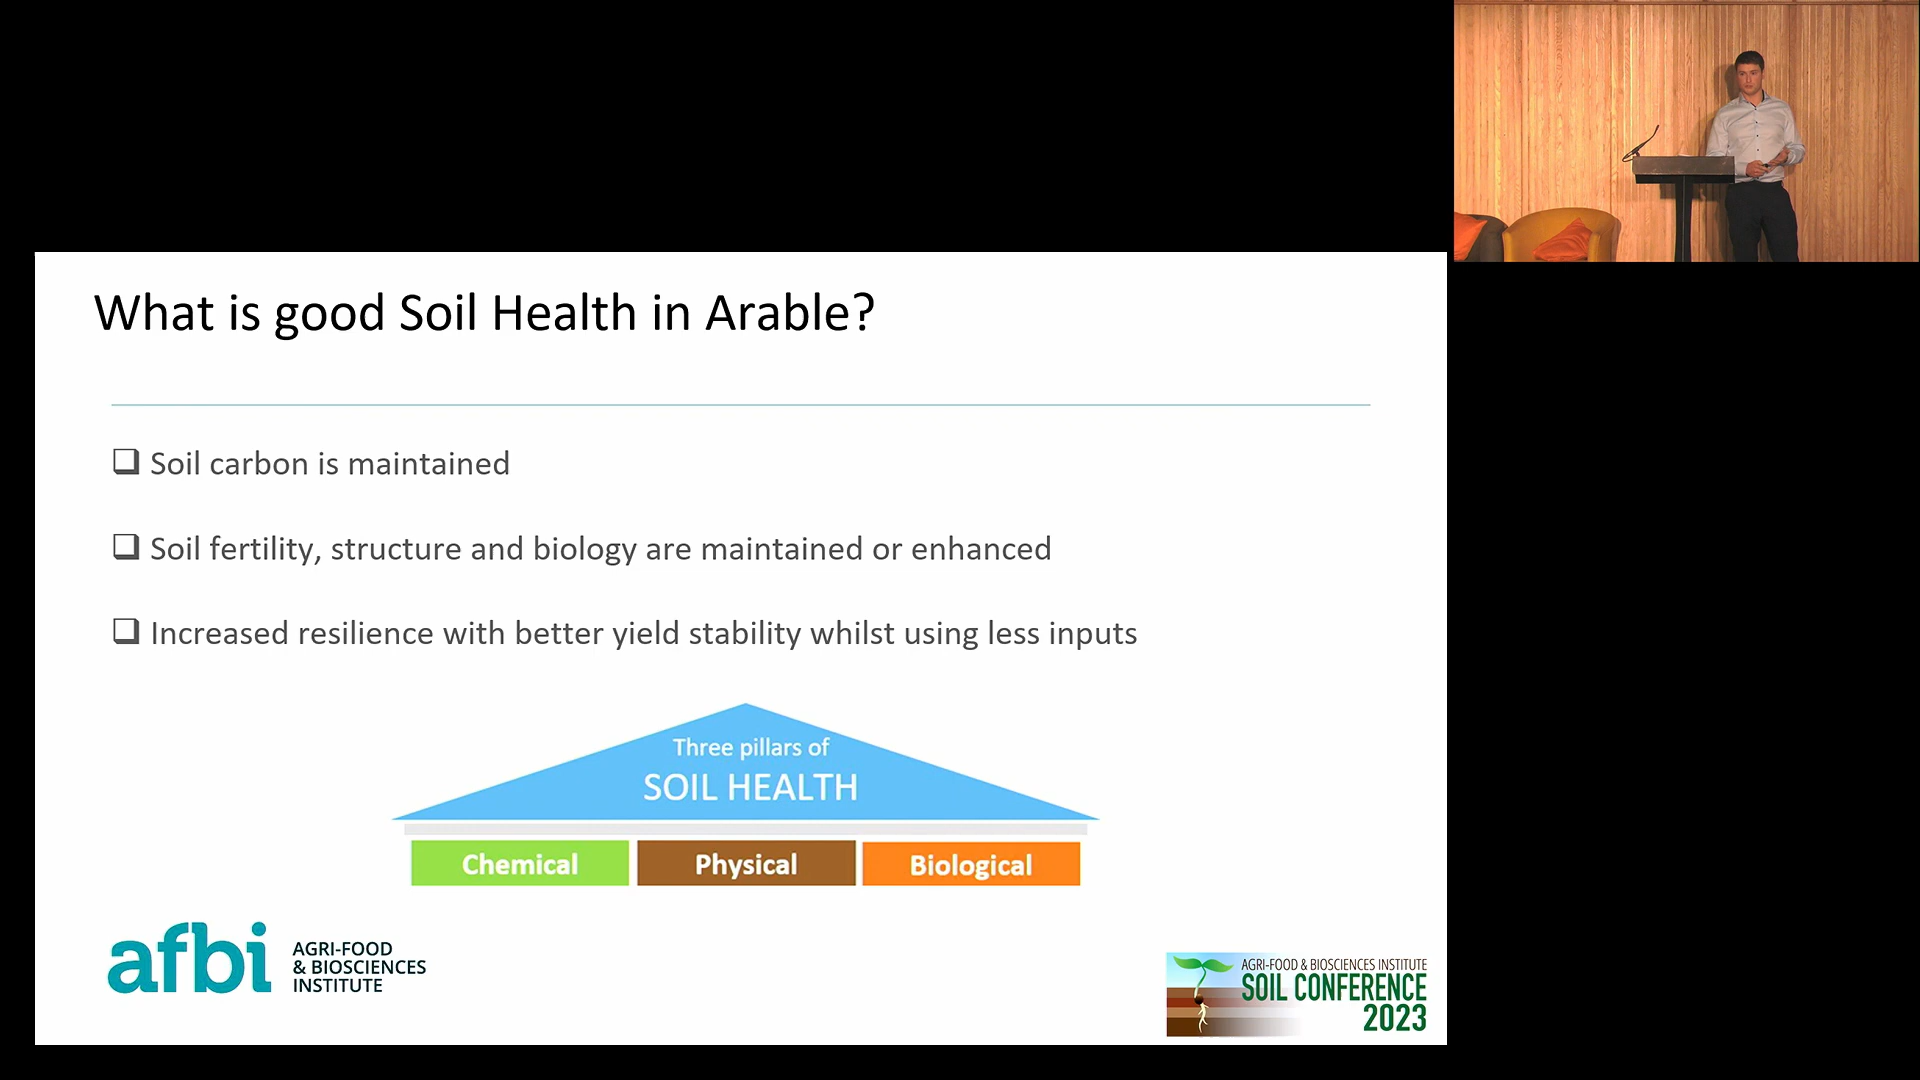 What is good Soil Health in Arable?
Soil carbon is maintained
Soil fertility, structure and biology are maintained or enhanced
Increased resilience with better yield stability whilst using less inputs
Three pillars of
SOIL HEALTH
Chemical
Physical
Biological
afbi
AGRI-FOOD
& BIOSCIENCES
INSTITUTE
AGRI-FOOD & BIOSCIENCES INSTITUTE
SOIL CONFERENCE
2023